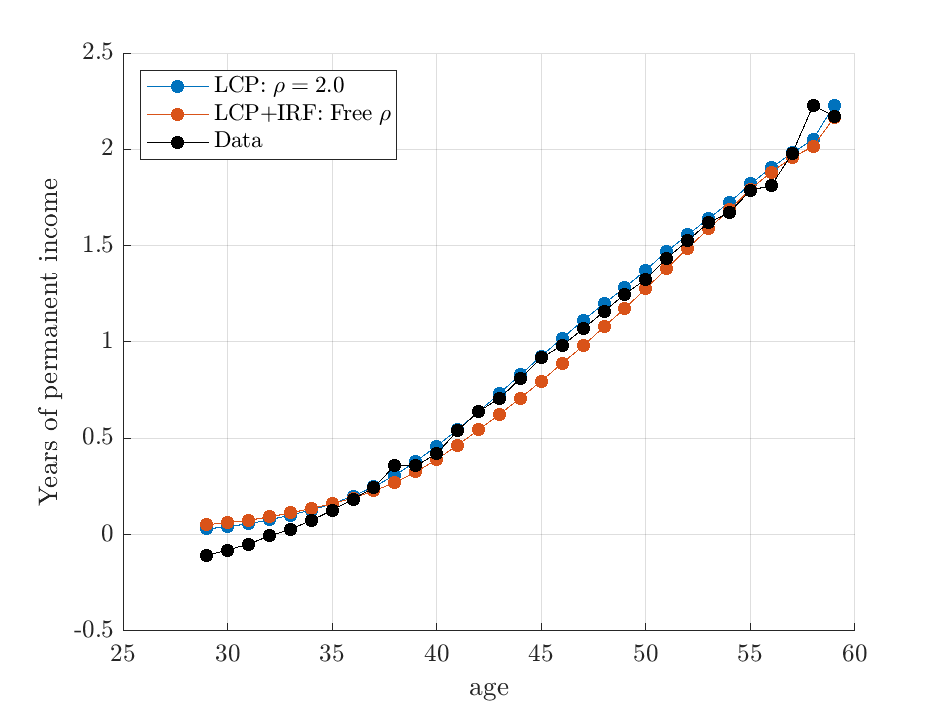 LCP: ρ = 2.0
LCP+IRF: Free ρ
Data
Years of permanent income
2.5
2
1.5
1
0.5
0
-0.5
25 30 35 40 45 50 55 60
age